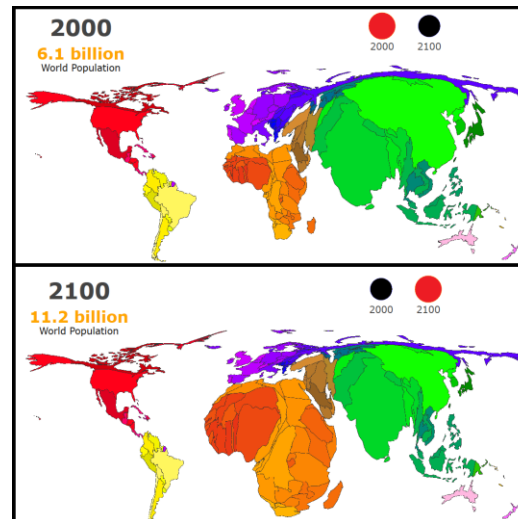 2000
6.1 billion
World Population
2000 2100
2100
11.2 billion
World Population
2000 2100